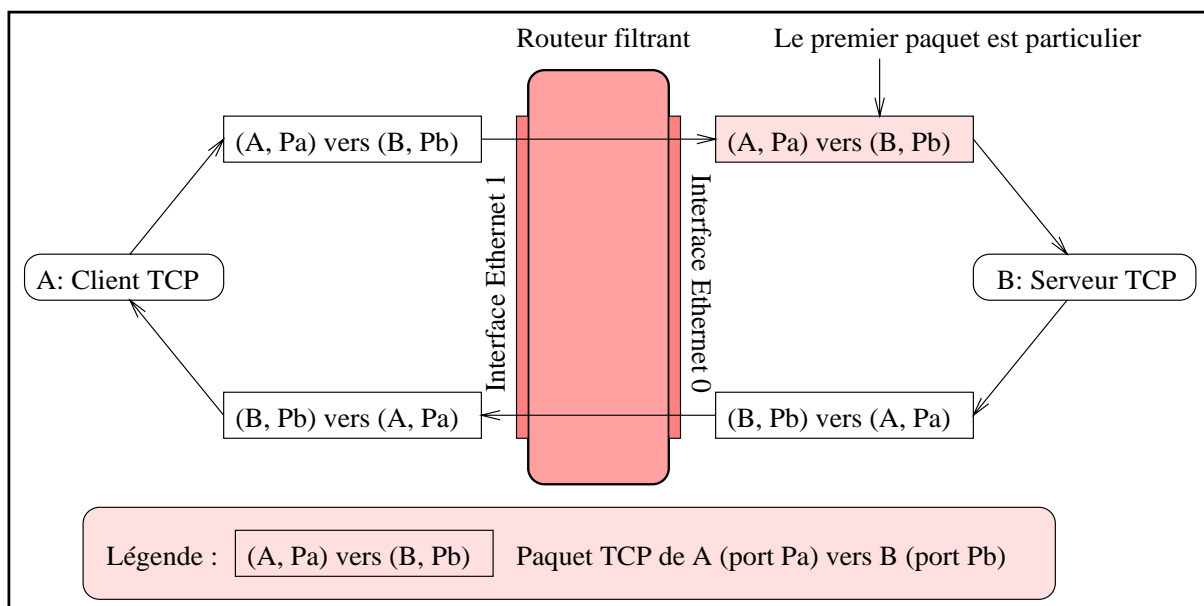 Routeur filtrant
Le premier paquet est particulier
(A, Pa) vers (B, Pb)
(A, Pa) vers (B, Pb)
Interface Ethernet 1
Interface Ethernet 0
A: Client TCP
B: Serveur TCP
(B, Pb) vers (A, Pa)
(B, Pb) vers (A, Pa)
Légende :
(A, Pa) vers (B, Pb)
Paquet TCP de A (port Pa) vers B (port Pb)